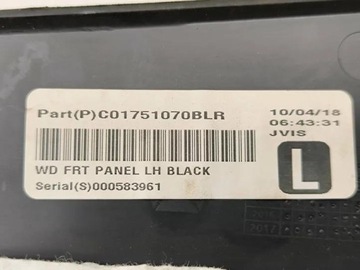 Part(P)C01751070BLR
10/04/18
06:43:31
JVIS
WD FRT PANEL LH BLACK
Serial(S)000583961
L